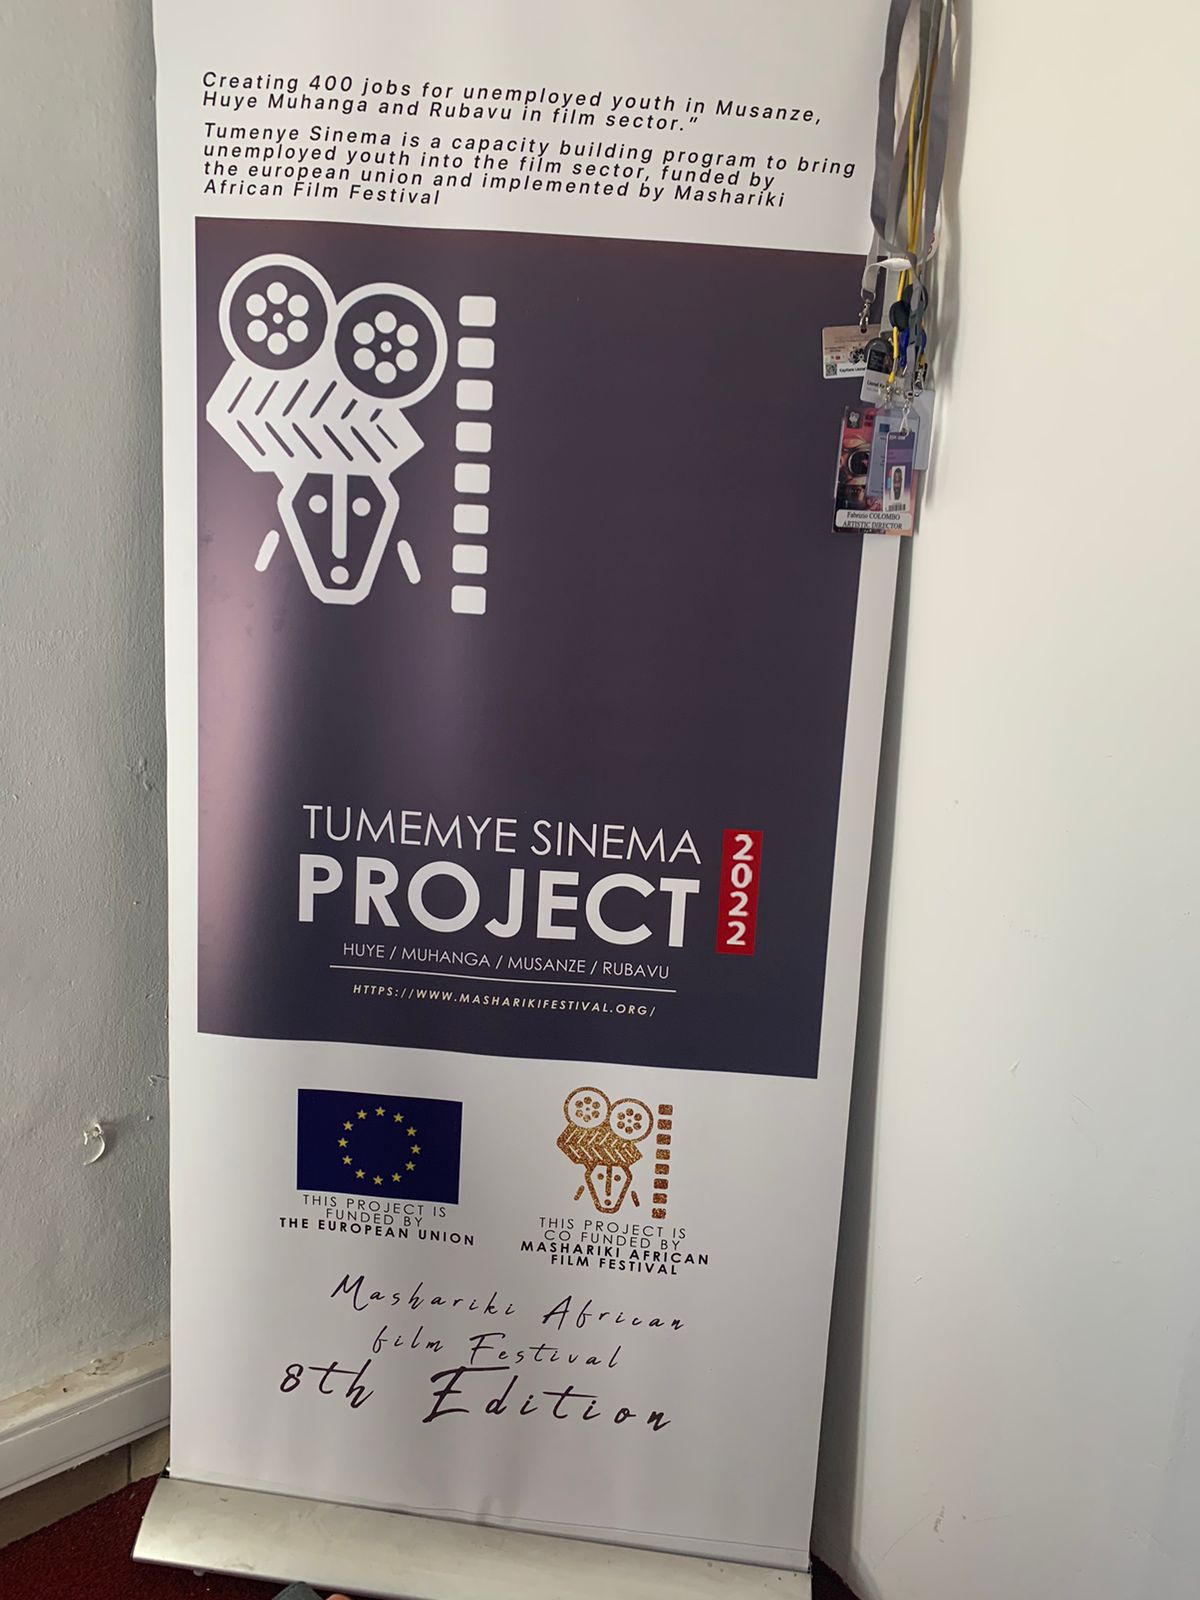 Creating 400 jobs for unemployed youth in Musanze,
Huye Muhanga and Rubavu in film sector.”
Tumenye Sinema is a capacity building program to bring
unemployed youth into the film sector, funded by
the european union and implemented by Mashariki
African Film Festival
TUMEMYE SINEMA
PROJECT
2022
HUYE / MUHANGA / MUSANZE / RUBAVU
HTTPS://WWW.MASHARIKIFESTIVAL.ORG/
THIS PROJECT IS
FUNDED BY
THE EUROPEAN UNION
THIS PROJECT IS
CO FUNDED BY
MASHARIKI AFRICAN
FILM FESTIVAL
Mashariki African
film Festival
8th Edition
Fabrizio COLOMBO
ARTISTIC DIRECTOR